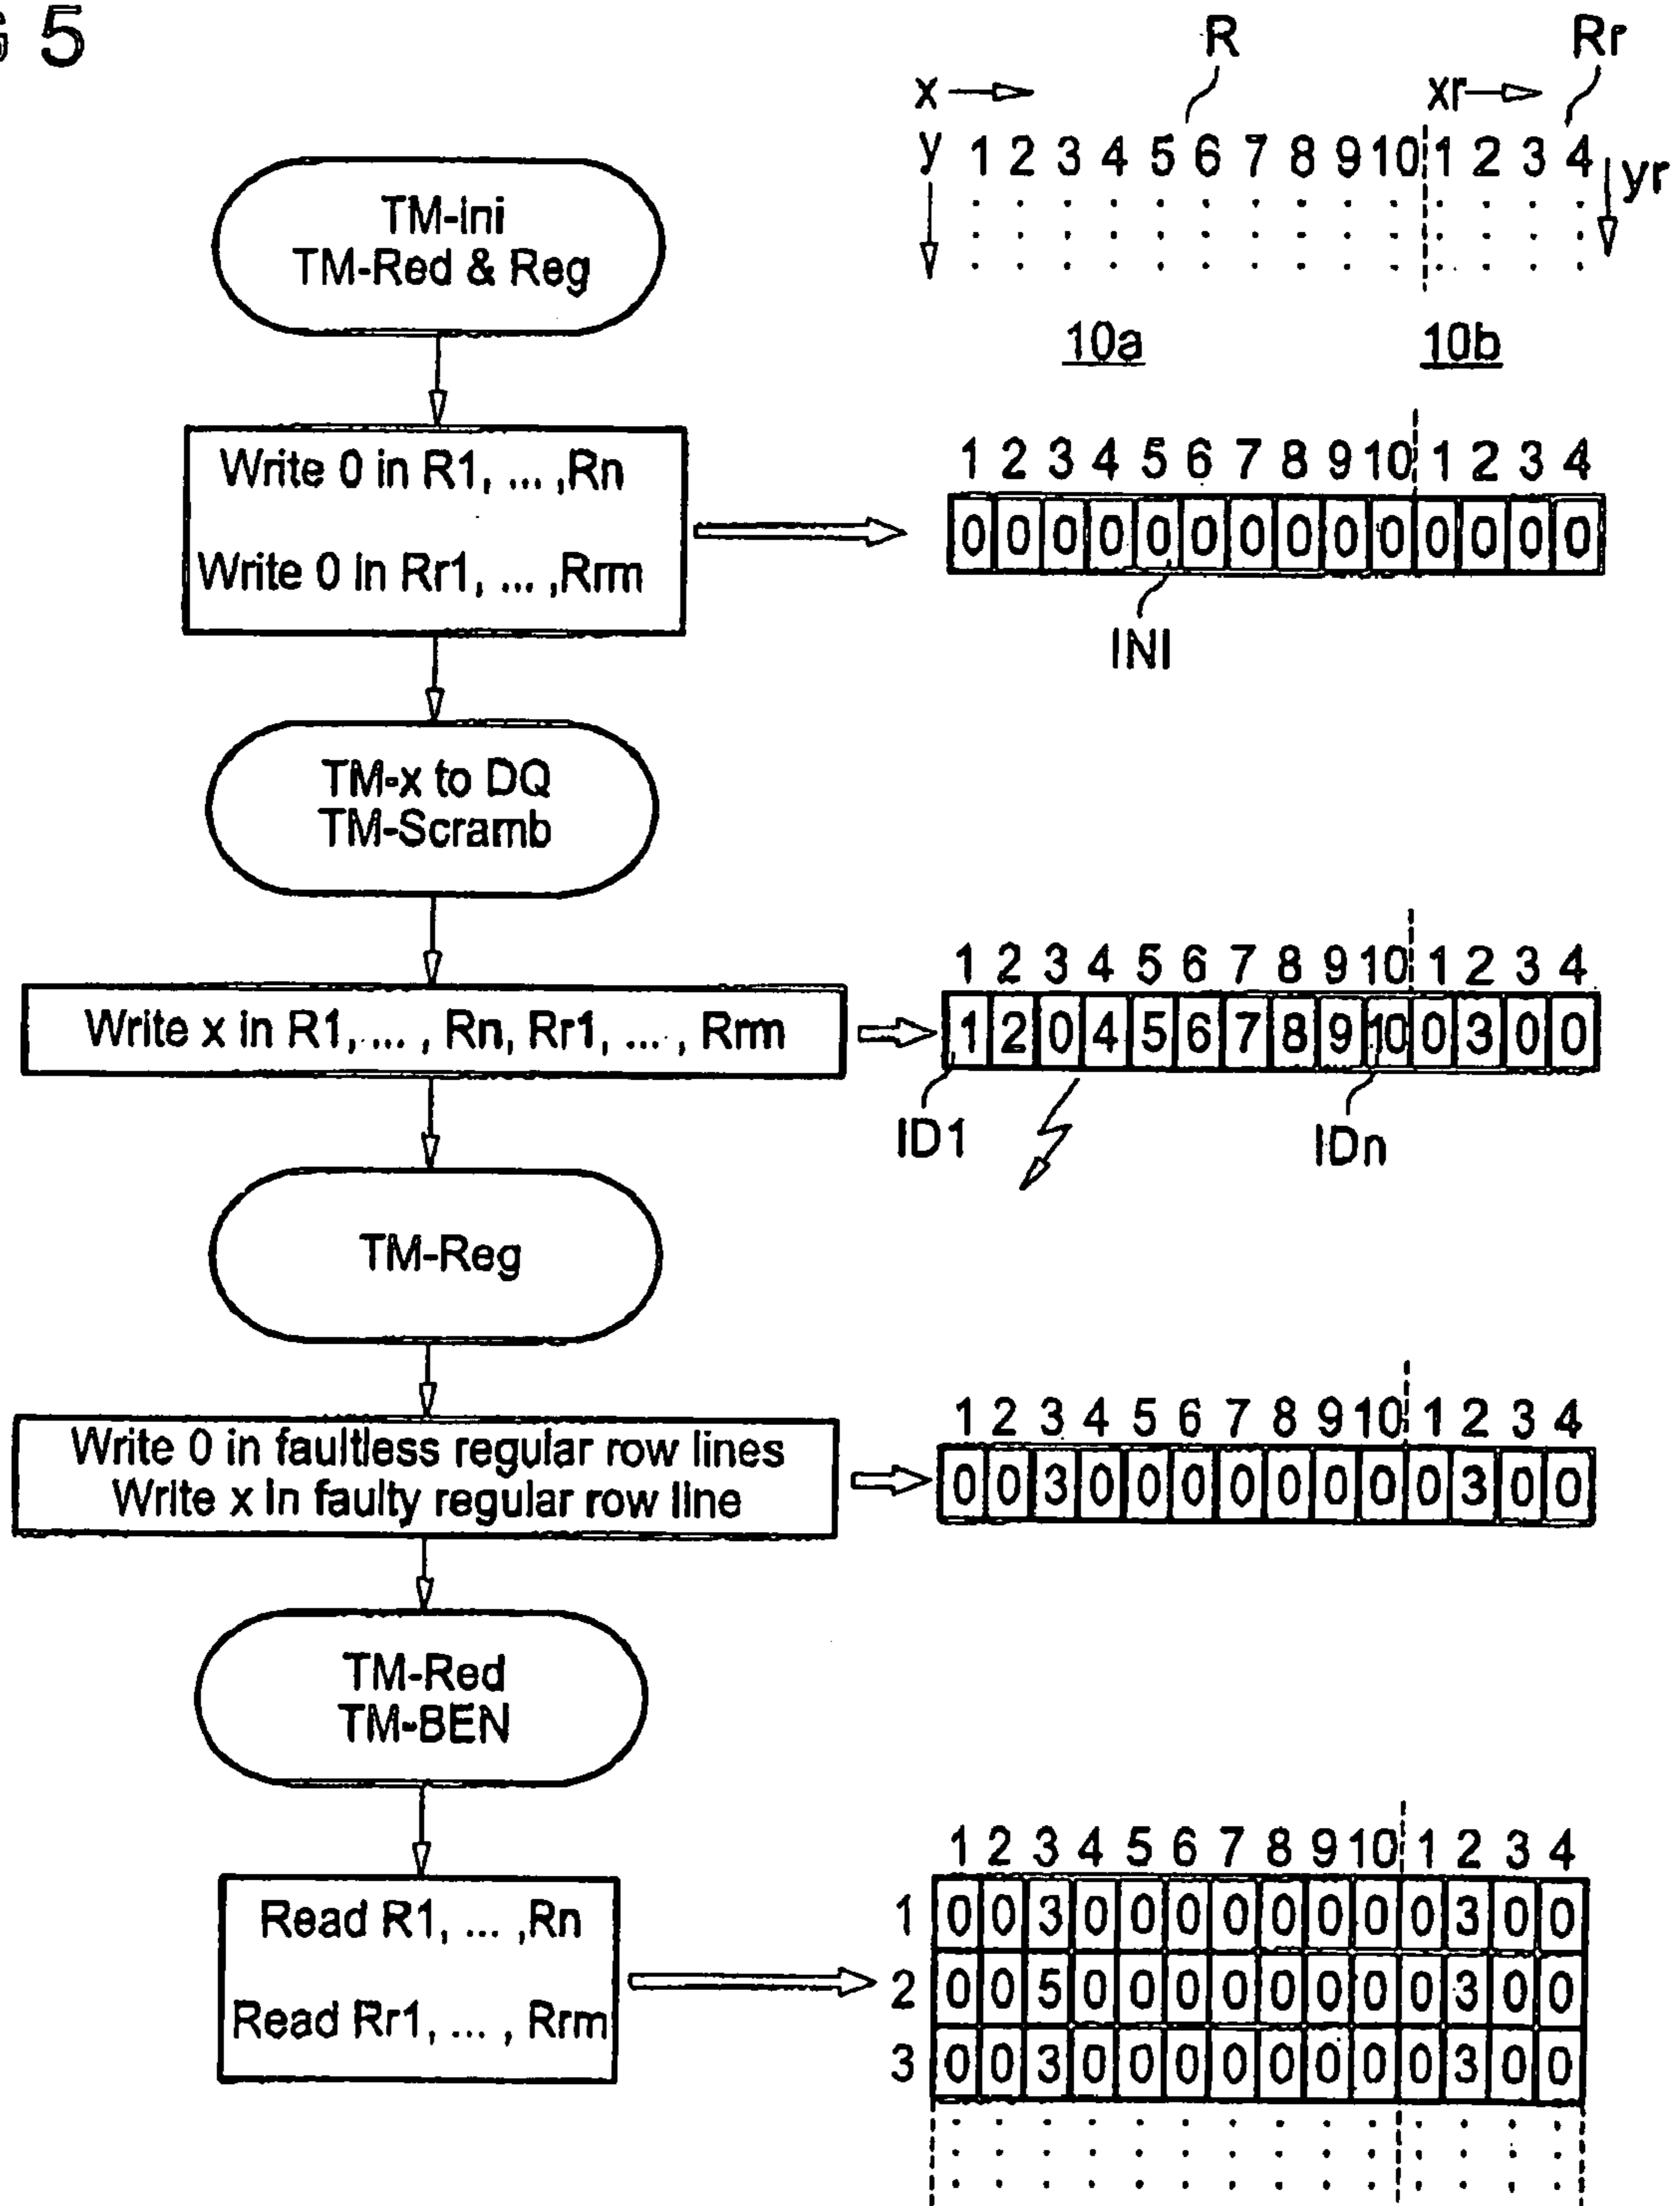 G 5
R Rr
x xr
y 1 2 3 4 5 6 7 8 9 10 1 2 3 4 yr
10a 10b
TM-Ini
TM-Red & Reg
Write 0 in R1, ... ,Rn
Write 0 in Rr1, ... ,Rrm
1 2 3 4 5 6 7 8 9 10 1 2 3 4
0 0 0 0 0 0 0 0 0 0 0 0 0 0
INI
TM-x to DQ
TM-Scramb
Write x in R1, ... , Rn, Rr1, ... , Rrm
1 2 3 4 5 6 7 8 9 10 1 2 3 4
1 2 0 4 5 6 7 8 9 10 0 3 0 0
ID1 IDn
TM-Reg
Write 0 in faultless regular row lines
Write x in faulty regular row line
1 2 3 4 5 6 7 8 9 10 1 2 3 4
0 0 3 0 0 0 0 0 0 0 0 3 0 0
TM-Red
TM-BEN
Read R1, ... ,Rn
Read Rr1, ... , Rrm
1 2 3 4 5 6 7 8 9 10 1 2 3 4
1 0 0 3 0 0 0 0 0 0 0 0 3 0 0
2 0 0 5 0 0 0 0 0 0 0 0 3 0 0
3 0 0 3 0 0 0 0 0 0 0 0 3 0 0